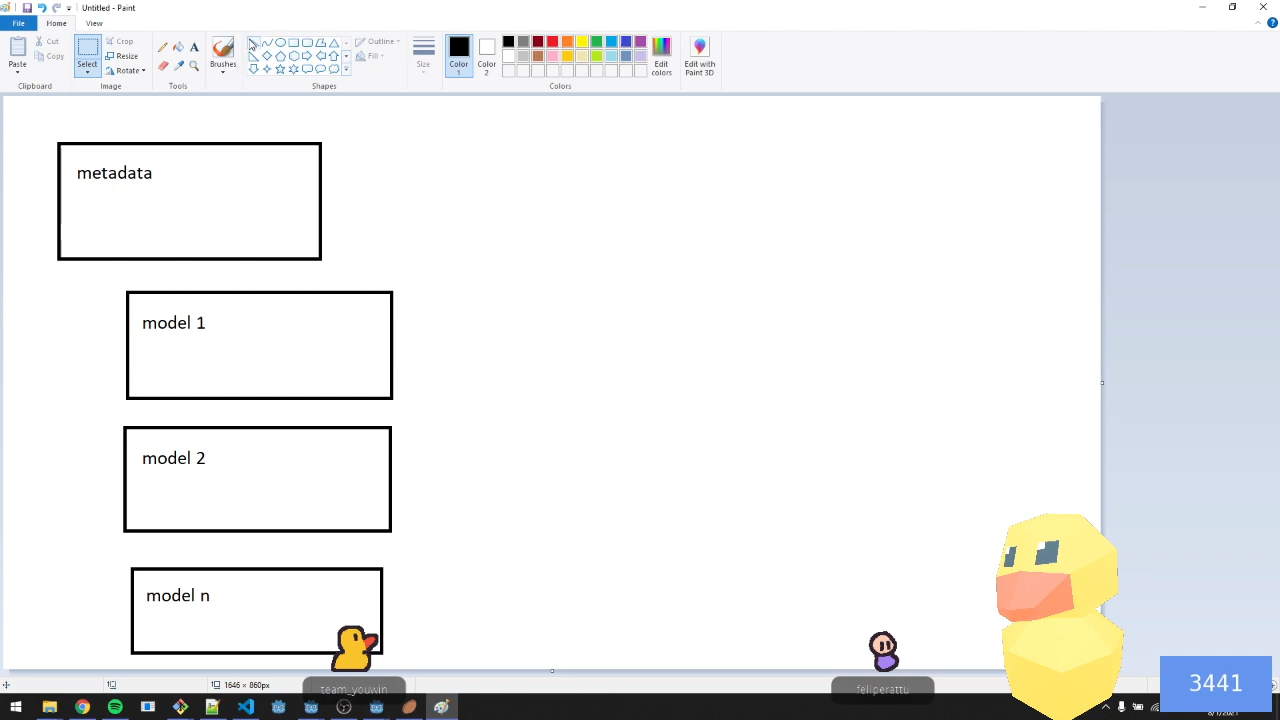 Untitled - Paint
File
Home
View
Paste
Cut
Copy
Clipboard
Select
Crop
Resize
Rotate
Image
Tools
Brushes
Outline
Fill
Shapes
Size
Color
1
Color
2
Edit
colors
Colors
Edit with
Paint 3D
metadata
model 1
model 2
model n
team_youwin
feliperattu
3441
1646 × 860px